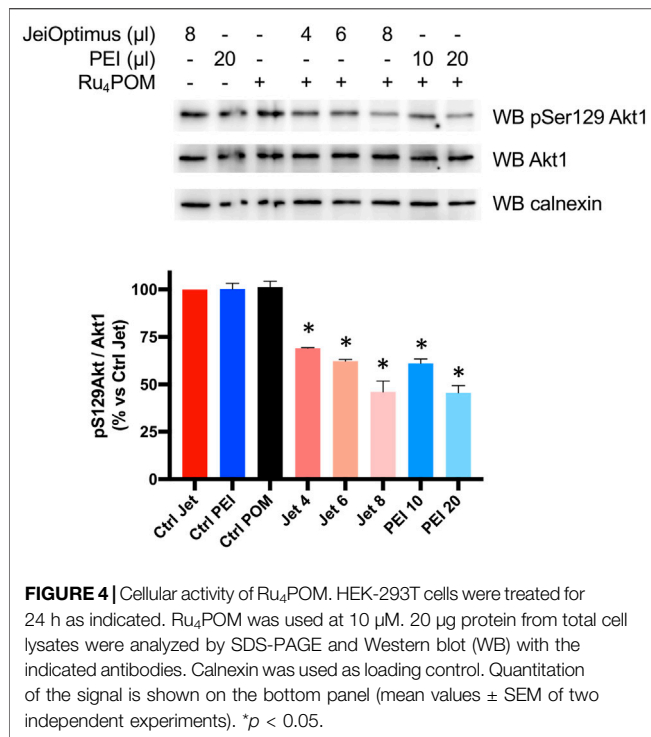 JeiOptimus (µl) 8 - - 4 6 8 - -
PEI (µl) - 20 - - - - 10 20
Ru₄POM - - + + + + + +
WB pSer129 Akt1
WB Akt1
WB calnexin
pS129Akt / Akt1
(% vs Ctrl Jet)
100
75
50
25
0
* * * * *
Ctrl Jet
Ctrl PEI
Ctrl POM
Jet 4
Jet 6
Jet 8
PEI 10
PEI 20
FIGURE 4 | Cellular activity of Ru₄POM. HEK-293T cells were treated for
24 h as indicated. Ru₄POM was used at 10 µM. 20 µg protein from total cell
lysates were analyzed by SDS-PAGE and Western blot (WB) with the
indicated antibodies. Calnexin was used as loading control. Quantitation
of the signal is shown on the bottom panel (mean values ± SEM of two
independent experiments). *p < 0.05.